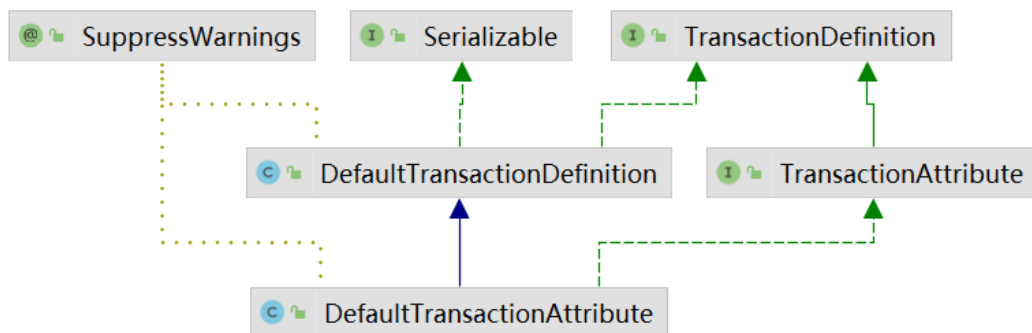 @ SuppressWarnings
I Serializable
I TransactionDefinition
C DefaultTransactionDefinition
I TransactionAttribute
C DefaultTransactionAttribute